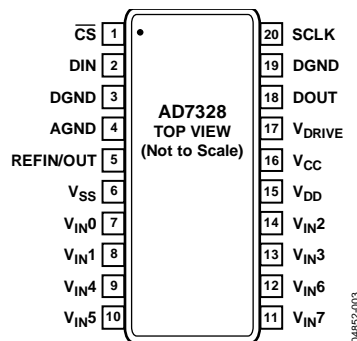 CS 1 20 SCLK
DIN 2 19 DGND
DGND 3 18 DOUT
AGND 4 17 VDRIVE
REFIN/OUT 5 16 VCC
VSS 6 15 VDD
VIN0 7 14 VIN2
VIN1 8 13 VIN3
VIN4 9 12 VIN6
VIN5 10 11 VIN7
AD7328
TOP VIEW
(Not to Scale)
04852-003